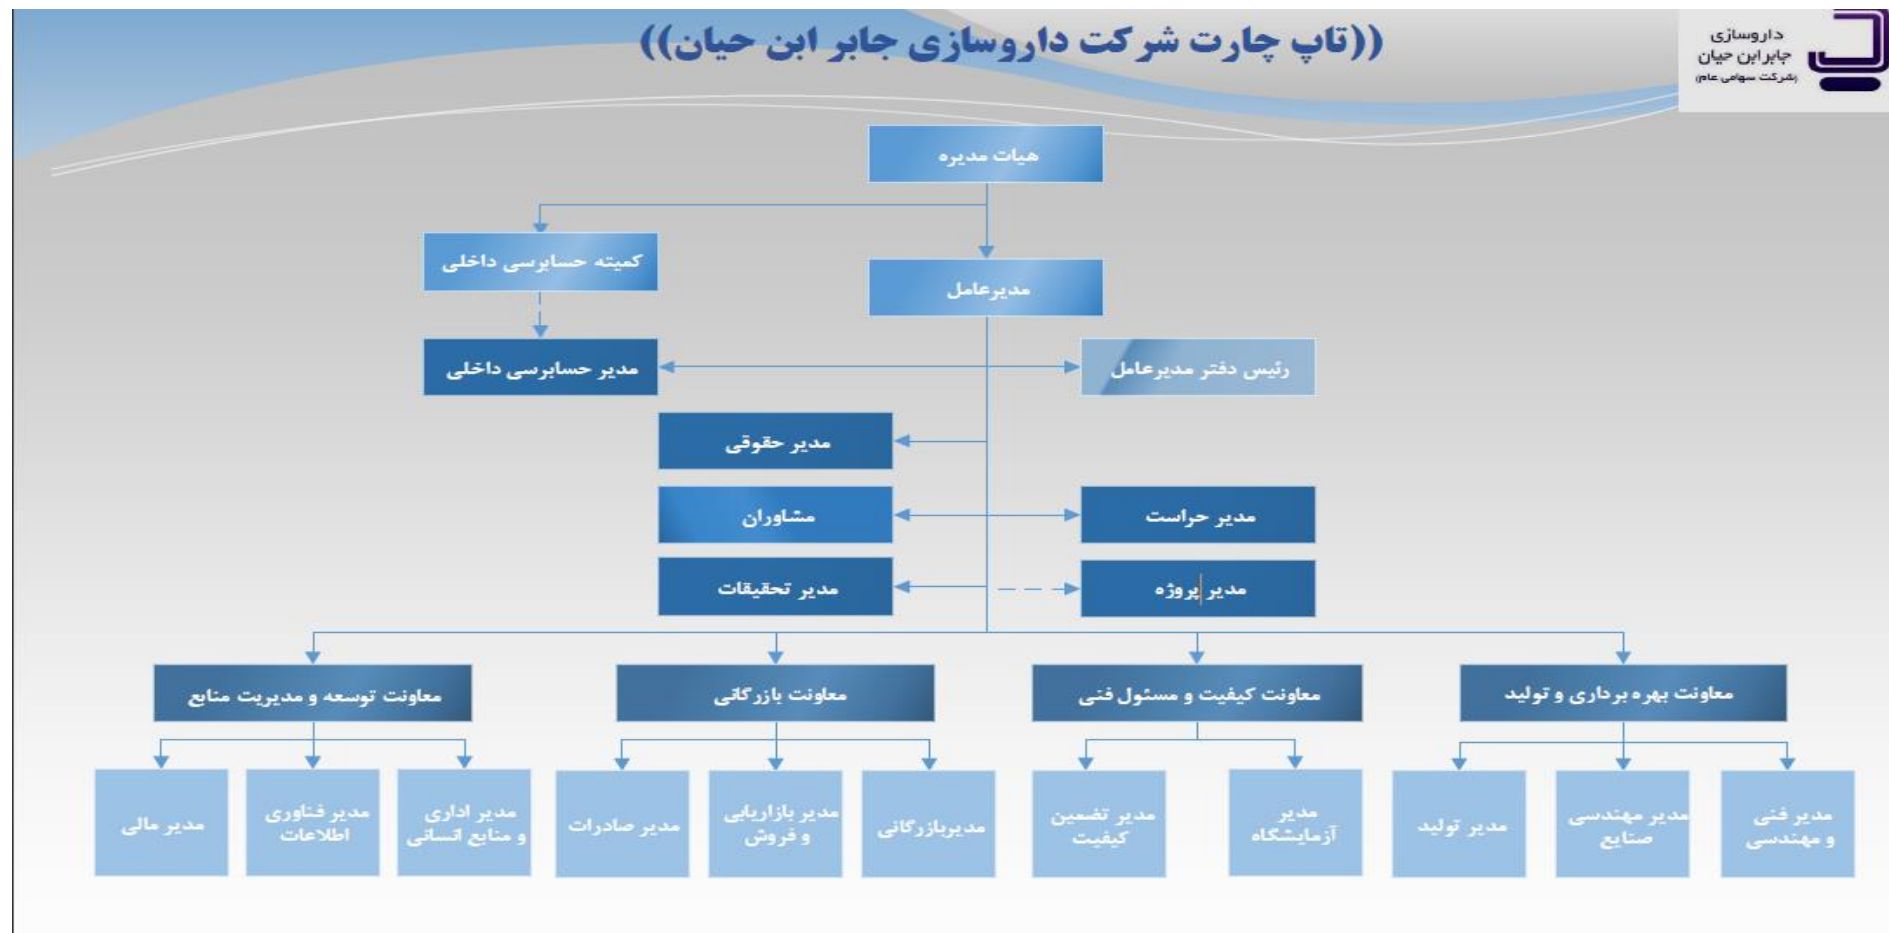 ((تاپ چارت شرکت داروسازی جابر ابن حیان))
داروسازی
جابر ابن حیان
(شرکت سهامی عام)
هیات مدیره
کمیته حسابرسی داخلی
مدیرعامل
مدیر حسابرسی داخلی
رئیس دفتر مدیرعامل
مدیر حقوقی
مشاوران
مدیر حراست
مدیر تحقیقات
مدیر پروژه
معاونت بهره برداری و تولید
معاونت کیفیت و مسئول فنی
معاونت بازرگانی
معاونت توسعه و مدیریت منابع
مدیر فنی
و مهندسی
مدیر مهندسی
صنایع
مدیر تولید
مدیر
آزمایشگاه
مدیر تضمین
کیفیت
مدیربازرگانی
مدیر بازاریابی
و فروش
مدیر صادرات
مدیر اداری
و منابع انسانی
مدیر فناوری
اطلاعات
مدیر مالی